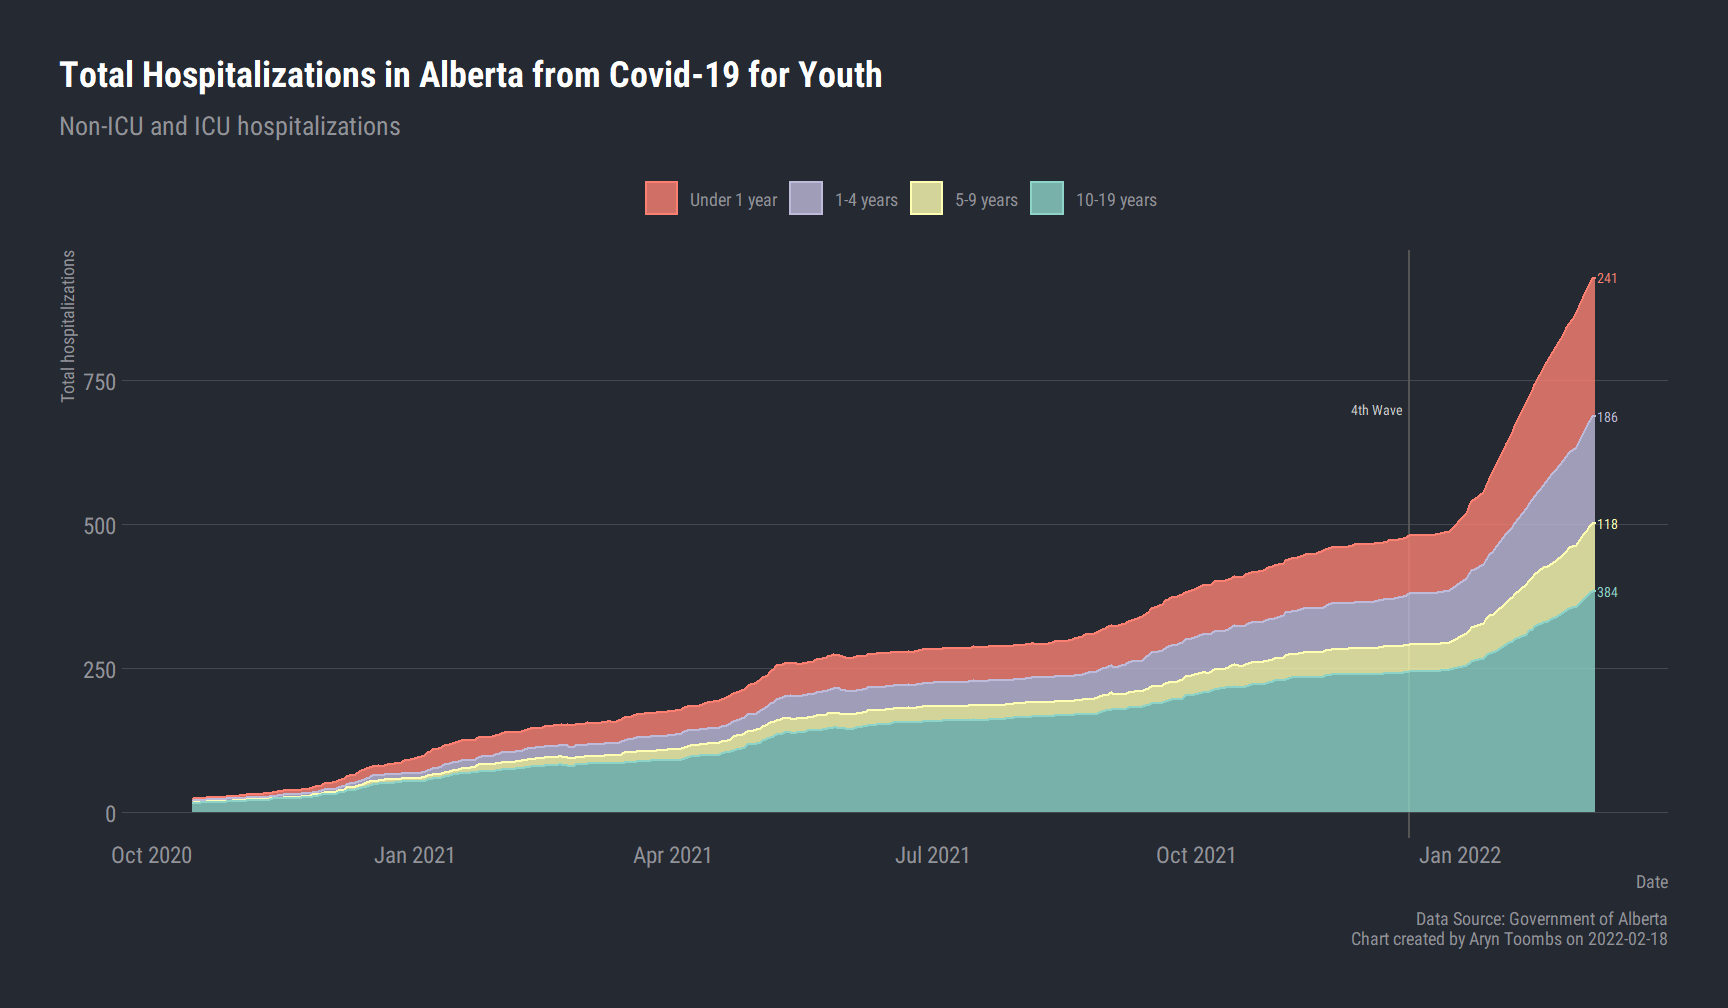 Total Hospitalizations in Alberta from Covid-19 for Youth
Non-ICU and ICU hospitalizations
Under 1 year
1-4 years
5-9 years
10-19 years
Total hospitalizations
750
500
250
0
4th Wave
241
186
118
384
Oct 2020
Jan 2021
Apr 2021
Jul 2021
Oct 2021
Jan 2022
Date
Data Source: Government of Alberta
Chart created by Aryn Toombs on 2022-02-18